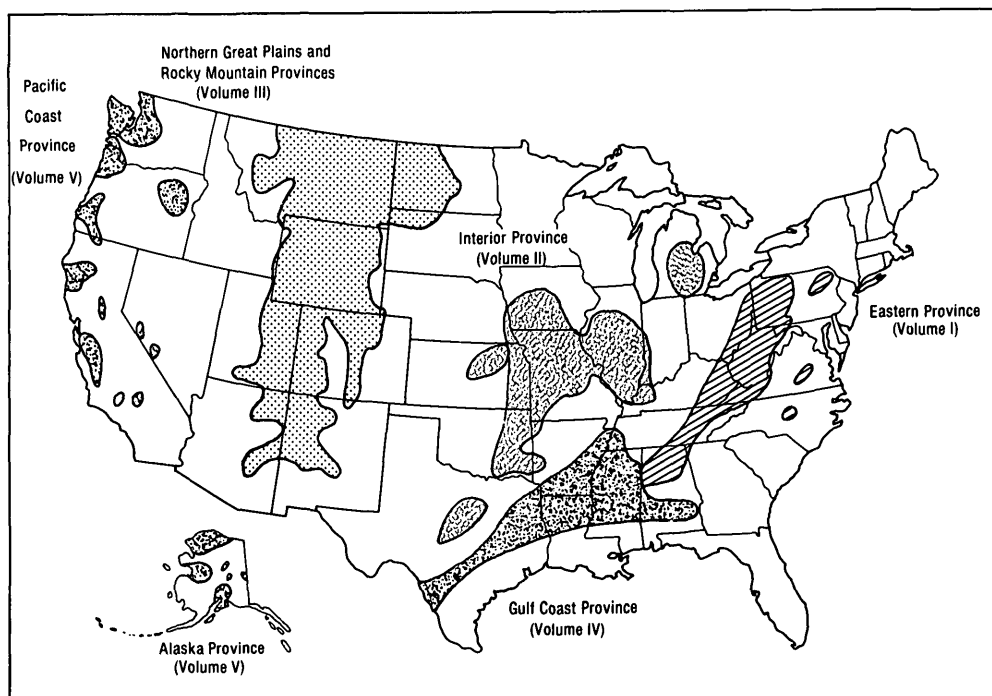 Northern Great Plains and
Rocky Mountain Provinces
(Volume III)
Pacific
Coast
Province
(Volume V)
Interior Province
(Volume II)
Eastern Province
(Volume I)
Gulf Coast Province
(Volume IV)
Alaska Province
(Volume V)